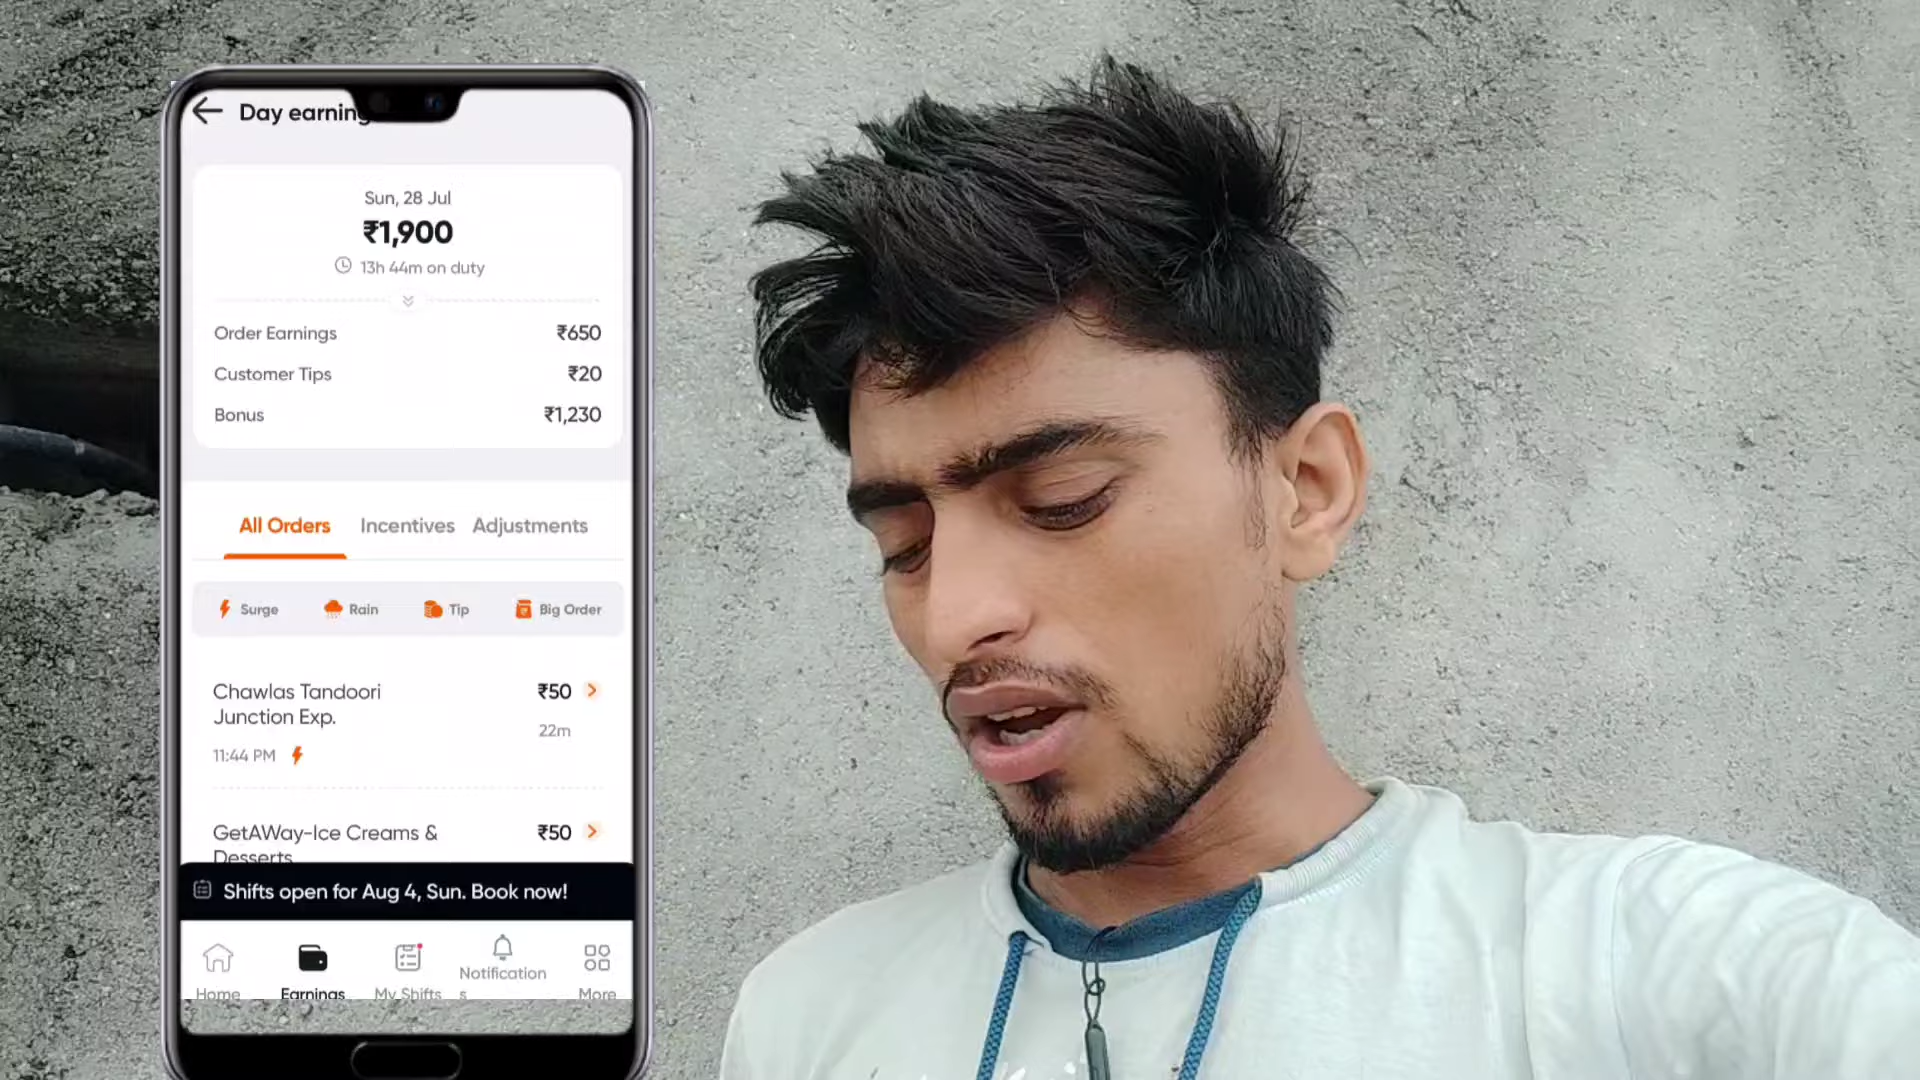 Day earning
Sun, 28 Jul
₹1,900
13h 44m on duty
Order Earnings ₹650
Customer Tips ₹20
Bonus ₹1,230
All Orders Incentives Adjustments
Surge Rain Tip Big Order
Chawlas Tandoori ₹50
Junction Exp.
22m
11:44 PM
GetAWay-Ice Creams & ₹50
Desserts
Shifts open for Aug 4, Sun. Book now!
Home Earnings My Shifts Notification
s More